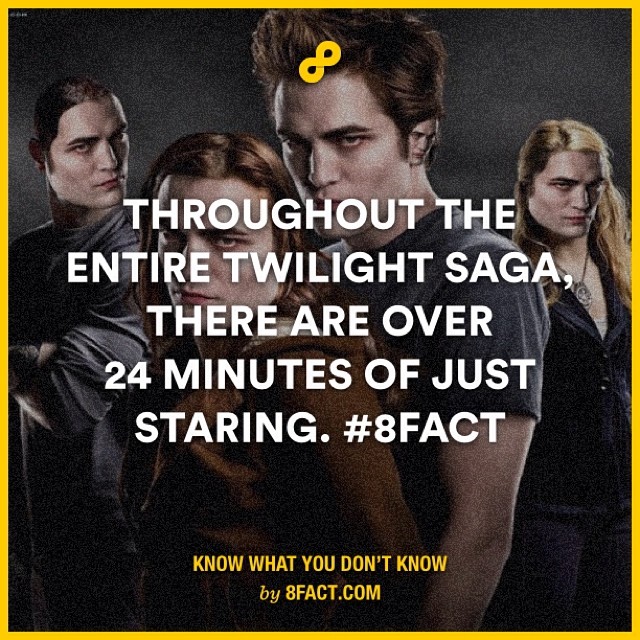 THROUGHOUT THE
ENTIRE TWILIGHT SAGA,
THERE ARE OVER
24 MINUTES OF JUST
STARING. #8FACT
KNOW WHAT YOU DON'T KNOW
by 8FACT.COM